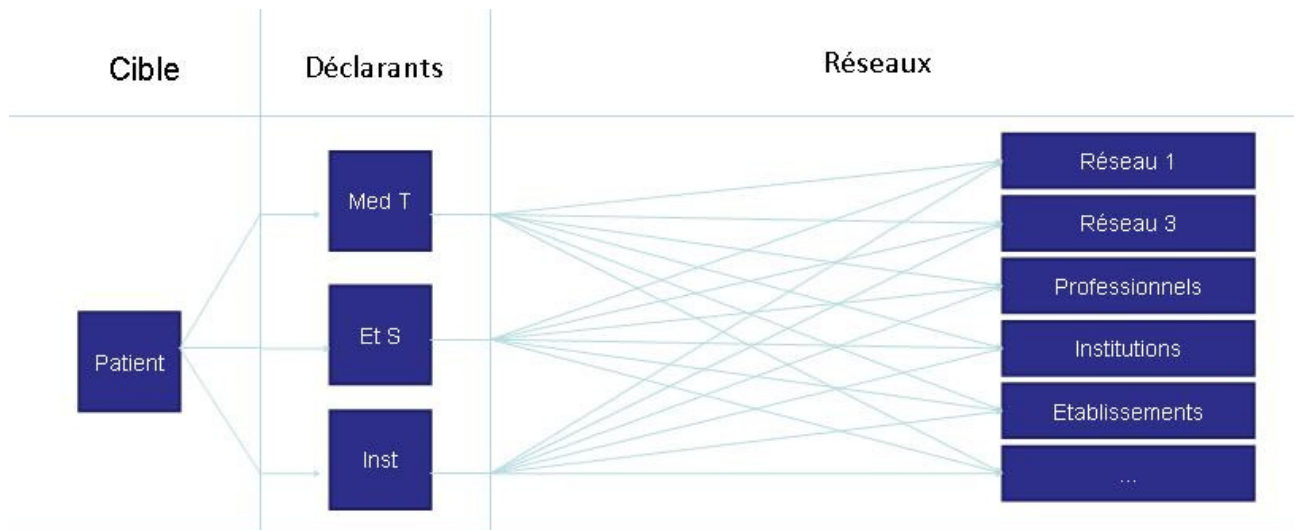 Cible
Déclarants
Réseaux
Patient
Med T
Et S
Inst
Réseau 1
Réseau 3
Professionnels
Institutions
Etablissements
...